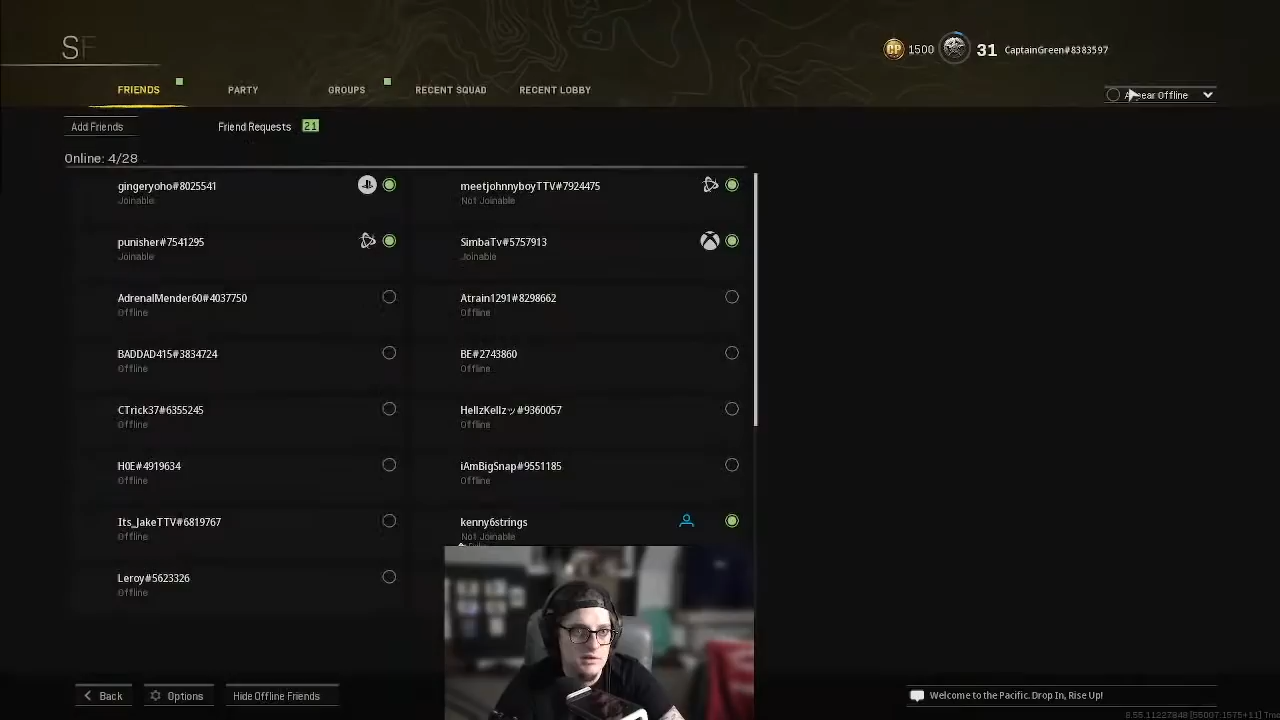 SF
CP 1500 31 CaptainGreen#8383597
FRIENDS PARTY GROUPS RECENT SQUAD RECENT LOBBY
Offline
Add Friends Friend Requests 21
Online: 4/28
gingeryoho#8025541 meetjohnnyboyTTV#7924475
Joinable Not Joinable
punisher#7541295 SimbaTv#5757913
Joinable Joinable
AdrenalMender60#4037750 Atrain1291#8298662
Offline Offline
BADDAD415#3834724 BE#2743860
Offline Offline
CTrick37#6355245 HellzKellzッ#9360057
Offline Offline
H0E#4919634 iAmBigSnap#9551185
Offline Offline
Its_JakeTTV#6819767 kenny6strings
Offline Not Joinable
Leroy#5623326
Offline
Back Options Hide Offline Friends Welcome to the Pacific. Drop In, Rise Up!